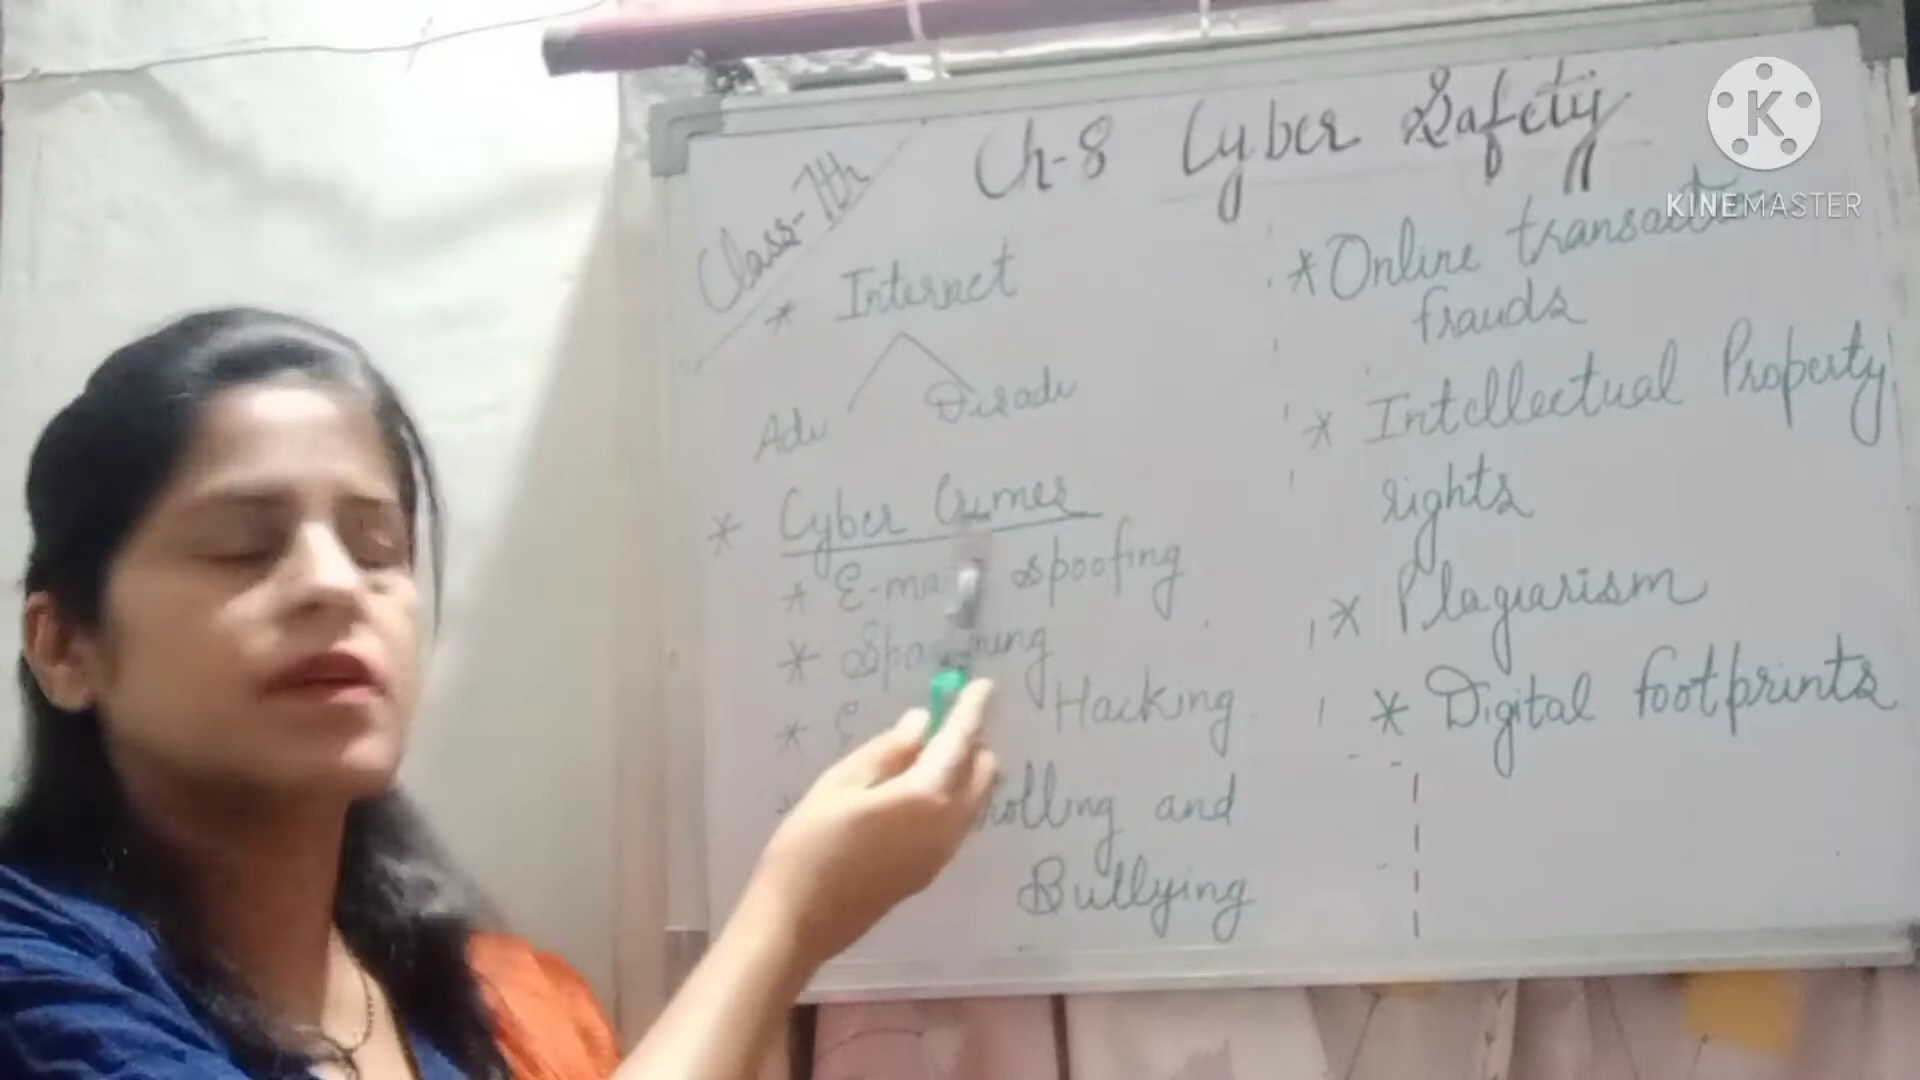 Class-7th
Ch-8 Cyber Safety
* Internet
Adv Disadv
* Cyber Crimes
* E-mail spoofing
* Spamming
* Hacking
* and
Bullying
* Online transaction
frauds
* Intellectual Property
rights
* Plagiarism
* Digital footprints
K
KINEMASTER